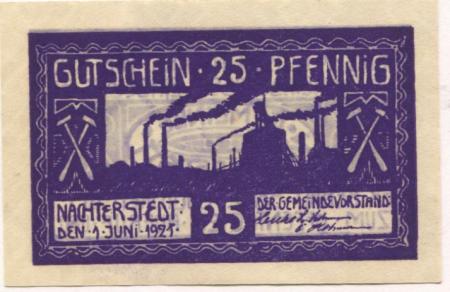 GUTSCHEIN · 25 · PFENNIG
NACHTERSTEDT:
DEN · 1 · JUNI · 1921 ·
25
DER GEMEINDEVORSTAND: